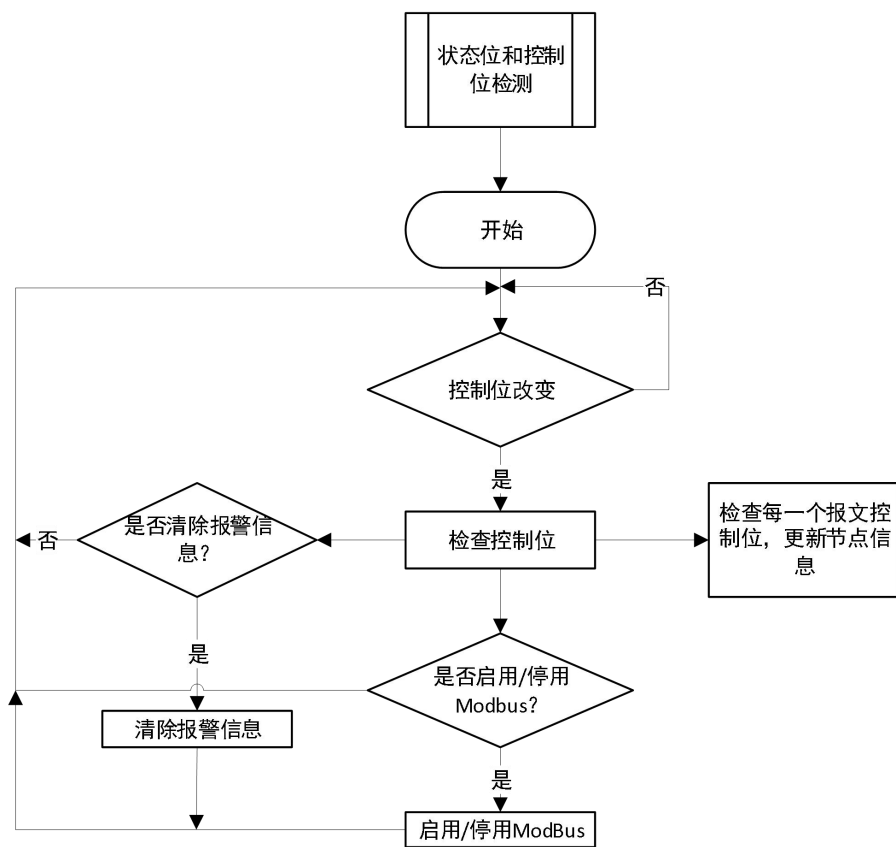 状态位和控制
位检测
开始
否
控制位改变
是
是否清除报警信
息?
否
检查控制位
检查每一个报文控
制位，更新节点信
息
是
是否启用/停用
Modbus?
清除报警信息
是
启用/停用ModBus